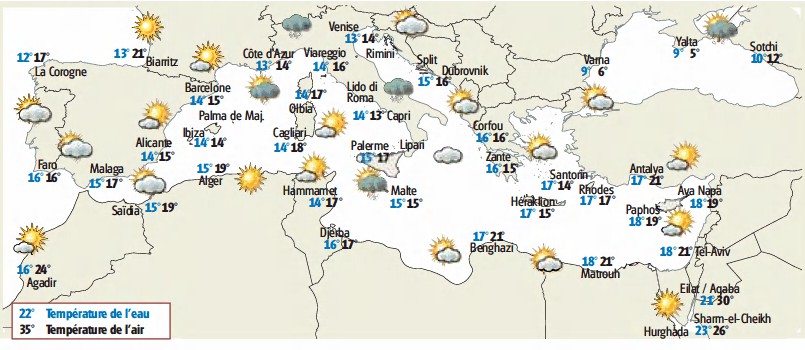 Venise
13° 14°
Yalta
9° 5°
Sotchi
10° 12°
12° 17°
La Corogne
13° 21°
Biarritz
Côte d'Azur
13° 14°
Viareggio
14° 16°
Rimini
Split
15° 16°
Dubrovnik
Varna
9° 6°
Barcelone
14° 15°
14° 17°
Olbia
Lido di
Roma
14° 13° Capri
Palma de Maj.
Ibiza
14° 14°
Cagliari
14° 18°
Alicante
14° 15°
Corfou
16° 16°
Palerme
15° 17°
Lipari
Zante
16° 15°
Faro
16° 16°
Malaga
15° 17°
15° 19°
Alger
Santorin
17° 14°
Antalya
17° 21°
Hammamet
14° 17°
Malte
15° 15°
Héraklion
17° 15°
Rhodes
17° 17°
Aya Napa
18° 19°
Paphos
18° 19°
Saïdia
15° 19°
Djerba
16° 17°
17° 21°
Benghazi
18° 21° Tel-Aviv
16° 24°
Agadir
18° 21°
Matrouh
Eilat / Aqaba
21° 30°
Sharm-el-Cheikh
Hurghada 23° 26°
22° Température de l'eau
35° Température de l'air